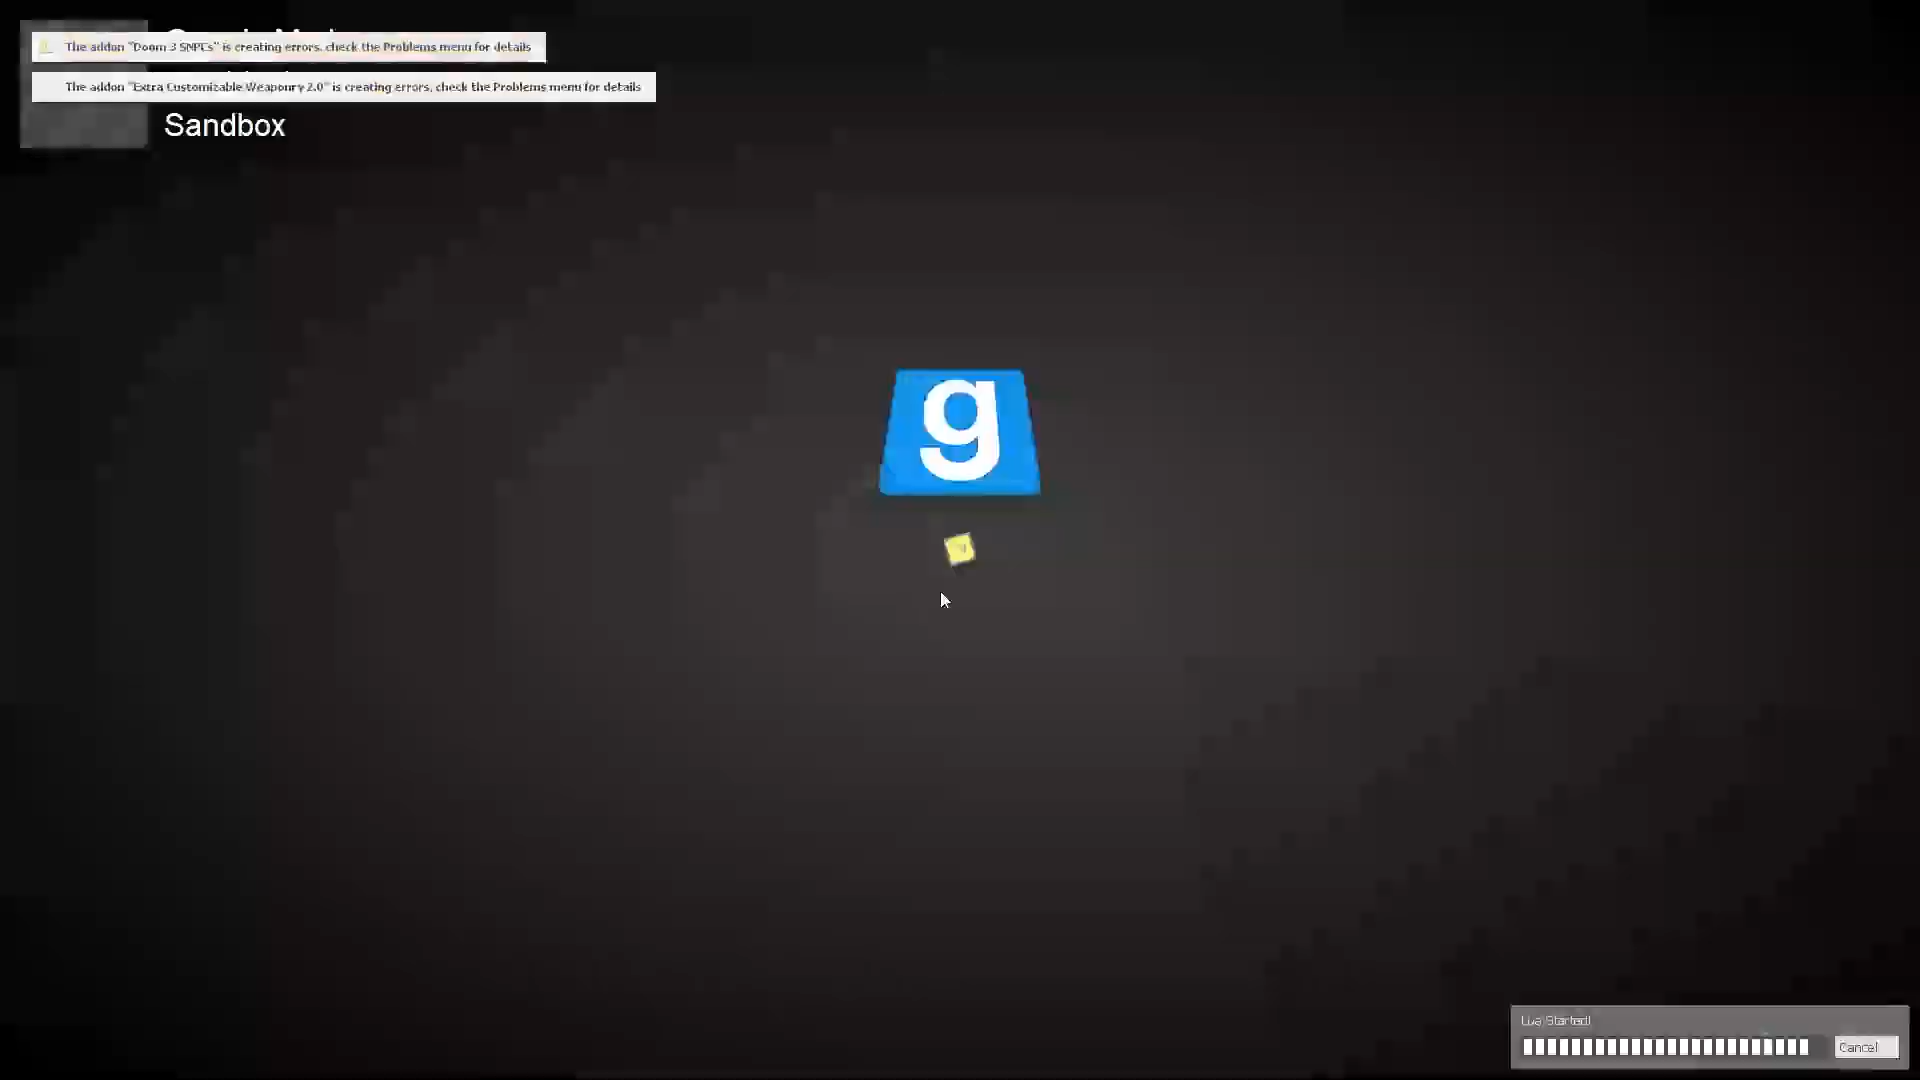 The addon "Doom 3 SNPCs" is creating errors, check the Problems menu for details
The addon "Extra Customizable Weaponry 2.0" is creating errors, check the Problems menu for details
Sandbox
g
Lua Started!
Cancel